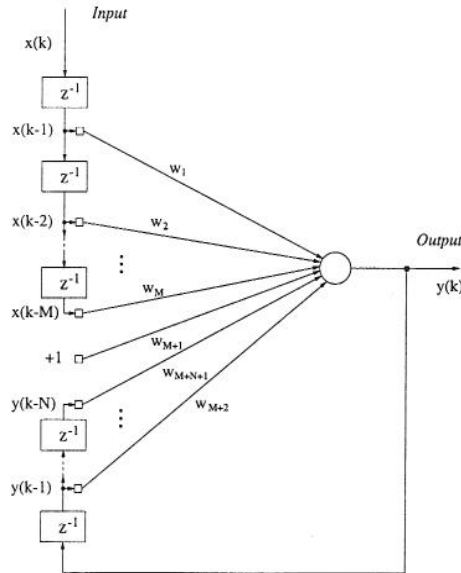 Input
x(k)
z⁻¹
x(k-1)
w₁
z⁻¹
x(k-2)
w₂
Output
y(k)
z⁻¹
w_M
x(k-M)
+1
w_{M+1}
w_{M+N+1}
y(k-N)
w_{M+2}
z⁻¹
y(k-1)
z⁻¹